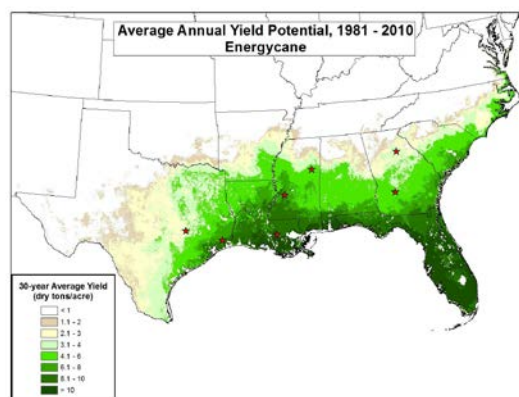 Average Annual Yield Potential, 1981 - 2010
Energycane
30-year Average Yield
(dry tons/acre)
< 1
1.1 - 2
2.1 - 3
3.1 - 4
4.1 - 6
6.1 - 8
8.1 - 10
> 10